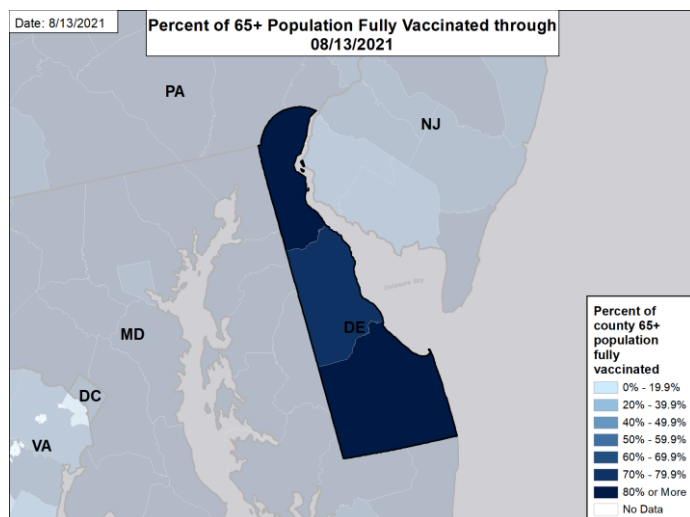 Date: 8/13/2021
Percent of 65+ Population Fully Vaccinated through
08/13/2021
PA
NJ
Delaware Bay
DE
MD
DC
VA
Percent of
county 65+
population
fully
vaccinated
0% - 19.9%
20% - 39.9%
40% - 49.9%
50% - 59.9%
60% - 69.9%
70% - 79.9%
80% or More
No Data